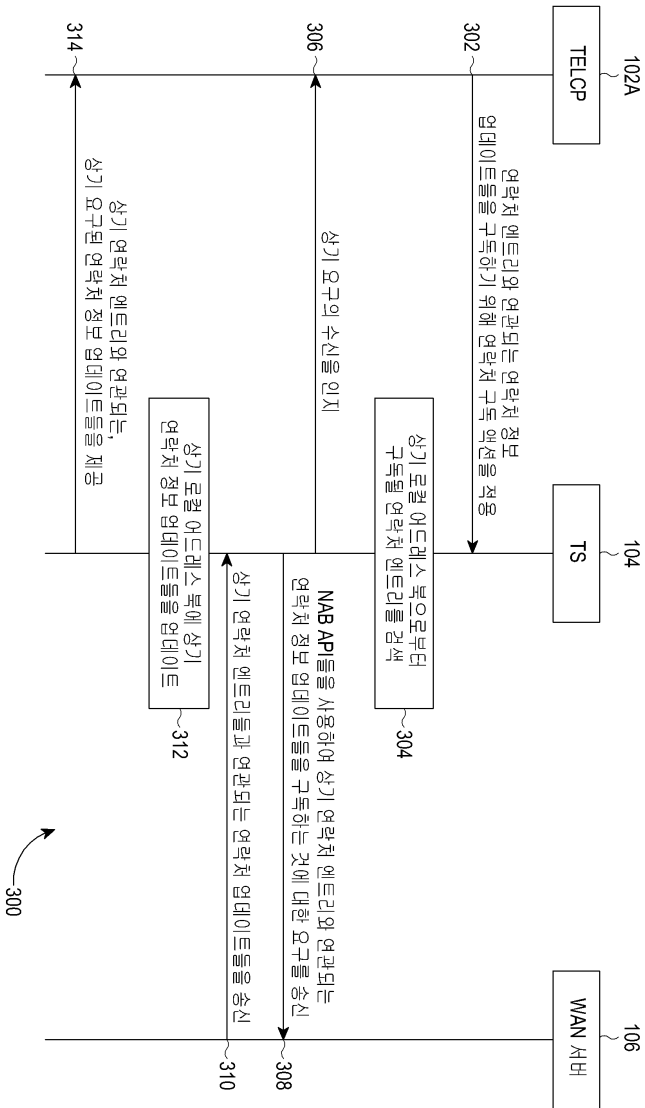 102A
TELCP
104
TS
106
WAN 서버
302
연락처 엔트리와 연관되는 연락처 정보
업데이트들을 구독하기 위해 연락처 구독 액션을 적용
상기 로컬 어드레스 북으로부터
구독될 연락처 엔트리를 검색
304
306
상기 요구의 수신을 인지
NAB API들을 사용하여 상기 연락처 엔트리와 연관되는
연락처 정보 업데이트들을 구독하는 것에 대한 요구를 송신
308
상기 연락처 엔트리들과 연관되는 연락처 업데이트들을 송신
310
상기 로컬 어드레스 북에 상기
연락처 정보 업데이트들을 업데이트
312
314
상기 연락처 엔트리와 연관되는,
상기 요구된 연락처 정보 업데이트들을 제공
300